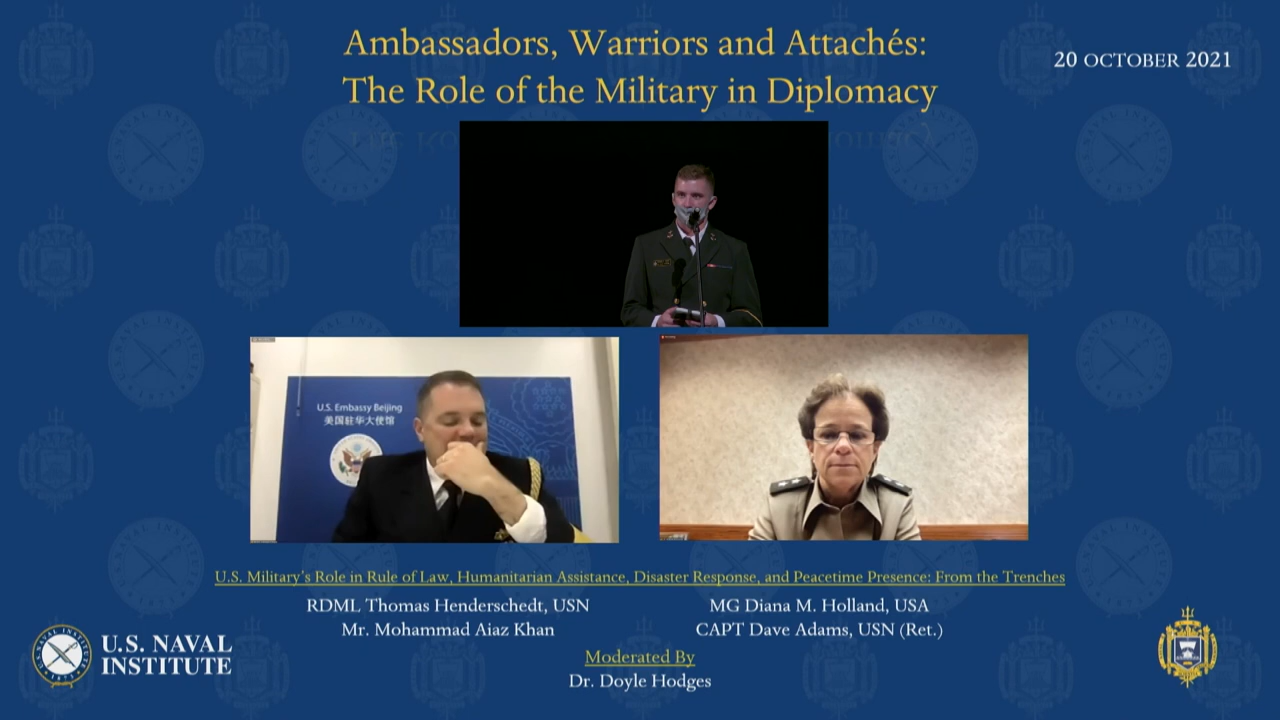 Ambassadors, Warriors and Attachés:
The Role of the Military in Diplomacy
20 OCTOBER 2021
U.S. Embassy Beijing
美国驻华大使馆
U.S. Military's Role in Rule of Law, Humanitarian Assistance, Disaster Response, and Peacetime Presence: From the Trenches
RDML Thomas Henderschedt, USN
Mr. Mohammad Aiaz Khan
MG Diana M. Holland, USA
CAPT Dave Adams, USN (Ret.)
Moderated By
Dr. Doyle Hodges
U.S. NAVAL
INSTITUTE